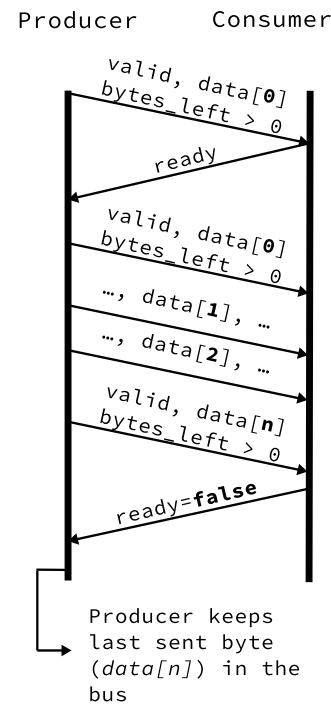 Producer Consumer
valid, data[0]
bytes_left > 0
ready
valid, data[0]
bytes_left > 0
…, data[1], …
…, data[2], …
valid, data[n]
bytes_left > 0
ready=false
Producer keeps
last sent byte
(data[n]) in the
bus